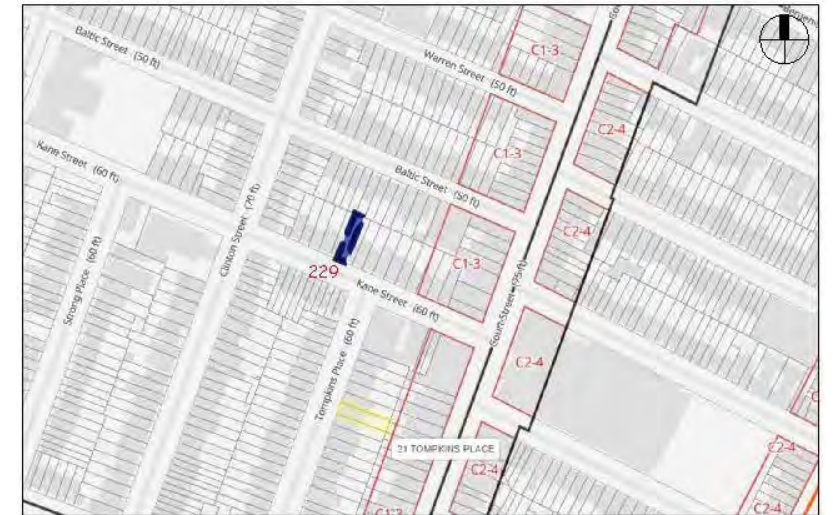 Baltic Street (50 ft)
Warren Street (50 ft)
C1-3
C2-4
C1-3
Kane Street (60 ft)
Baltic Street (50 ft)
Clinton Street (70 ft)
C2-4
Strong Place (60 ft)
229
C1-3
Kane Street (60 ft)
Court Street (75 ft)
C2-4
Tompkins Place (60 ft)
31 TOMPKINS PLACE
C2-4
C2-4
C1-3
C2-4